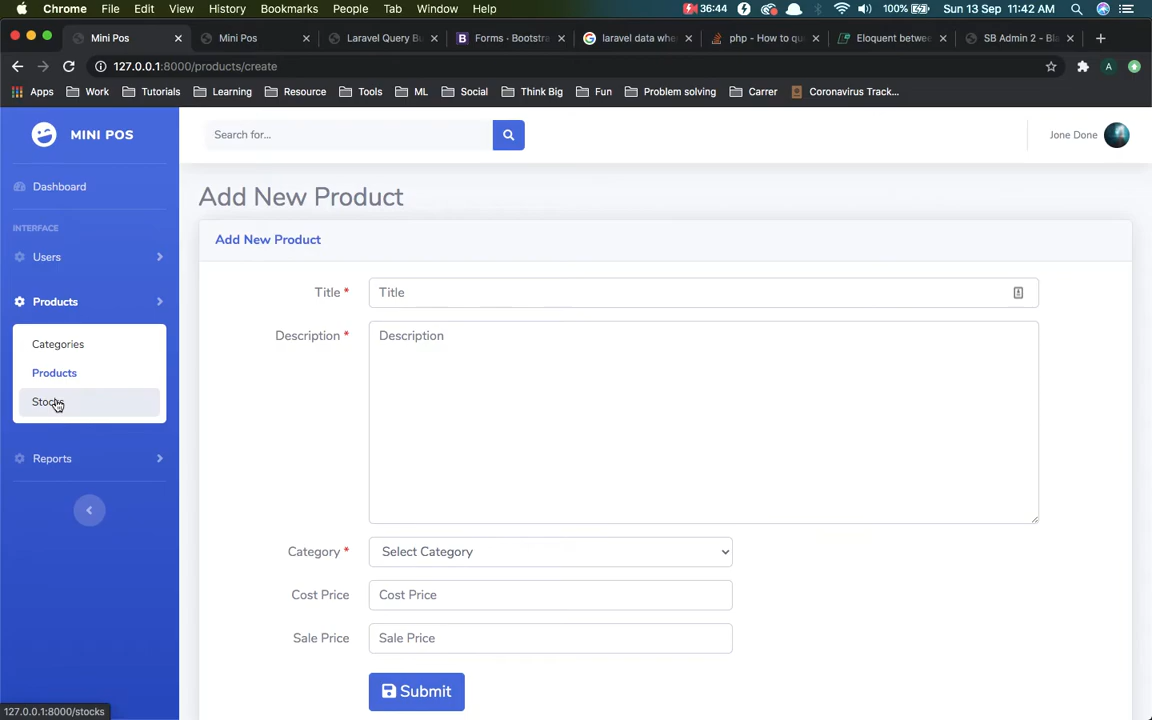 Chrome File Edit View History Bookmarks People Tab Window Help 36:44 100% Sun 13 Sep 11:42 AM
Mini Pos Mini Pos Laravel Query Bu Forms · Bootstra laravel data whe php - How to qu Eloquent betwee SB Admin 2 - Bla
127.0.0.1:8000/products/create A
Apps Work Tutorials Learning Resource Tools ML Social Think Big Fun Problem solving Carrer Coronavirus Track...
MINI POS
Search for...
Jone Done
Dashboard
INTERFACE
Users
Products
Categories
Products
Stocks
Reports
Add New Product
Add New Product
Title *
Title
Description *
Description
Category *
Select Category
Cost Price
Cost Price
Sale Price
Sale Price
Submit
127.0.0.1:8000/stocks